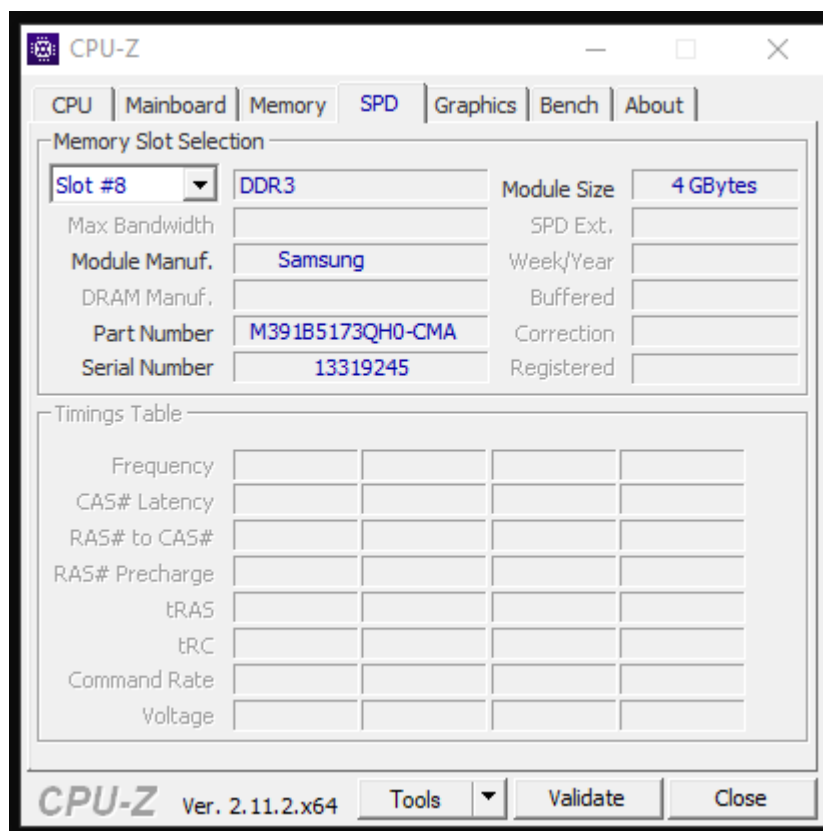 CPU-Z
CPU Mainboard Memory SPD Graphics Bench About
Memory Slot Selection
Slot #8 DDR3 Module Size 4 GBytes
Max Bandwidth SPD Ext.
Module Manuf. Samsung Week/Year
DRAM Manuf. Buffered
Part Number M391B5173QH0-CMA Correction
Serial Number 13319245 Registered
Timings Table
Frequency
CAS# Latency
RAS# to CAS#
RAS# Precharge
tRAS
tRC
Command Rate
Voltage
CPU-Z Ver. 2.11.2.x64 Tools Validate Close